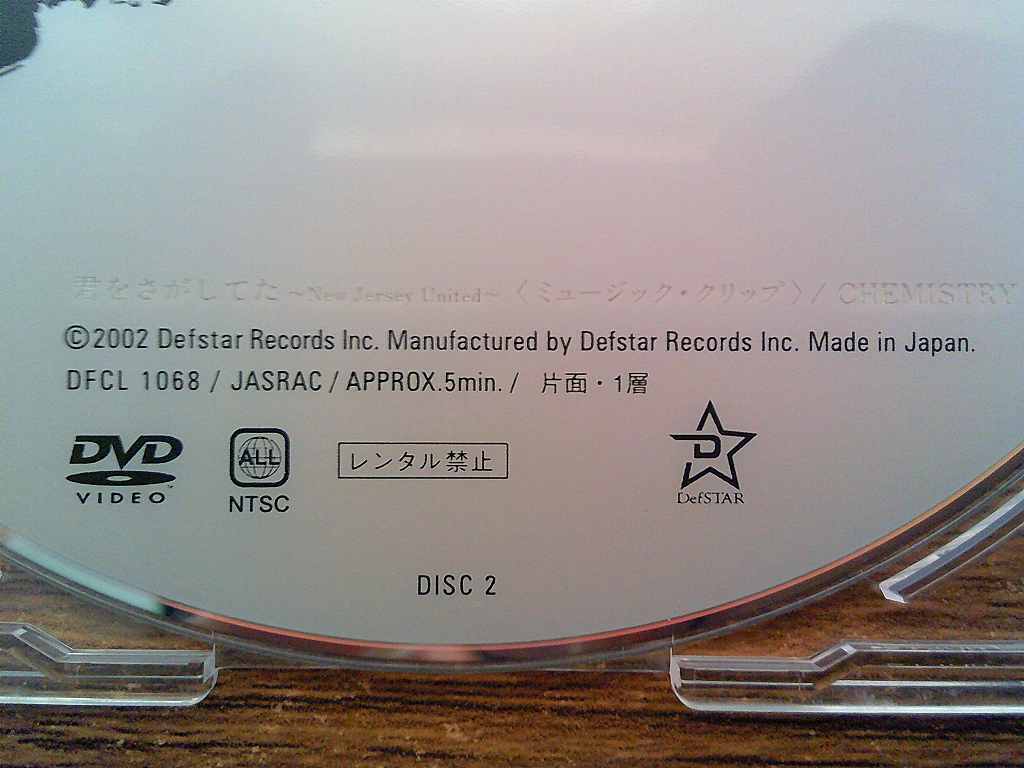 君をさがしてた ~New Jersey United~ 〈ミュージック・クリップ〉/ CHEMISTRY
©2002 Defstar Records Inc. Manufactured by Defstar Records Inc. Made in Japan.
DFCL 1068 / JASRAC / APPROX.5min. / 片面・1層
DVD VIDEO™
ALL NTSC
レンタル禁止
D DefSTAR
DISC 2